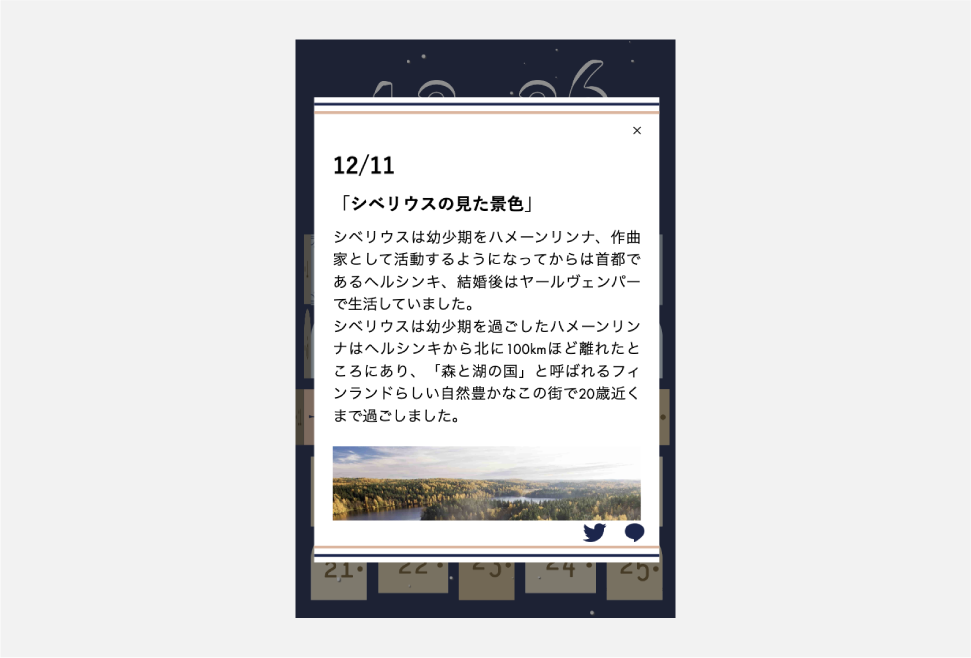 12/11
「シベリウスの見た景色」
シベリウスは幼少期をハメーンリンナ、作曲
家として活動するようになってからは首都で
あるヘルシンキ、結婚後はヤールヴェンパー
で生活していました。
シベリウスは幼少期を過ごしたハメーンリン
ナはヘルシンキから北に100kmほど離れたと
ころにあり、「森と湖の国」と呼ばれるフィ
ンランドらしい自然豊かなこの街で20歳近く
まで過ごしました。
21 22 23 24 25